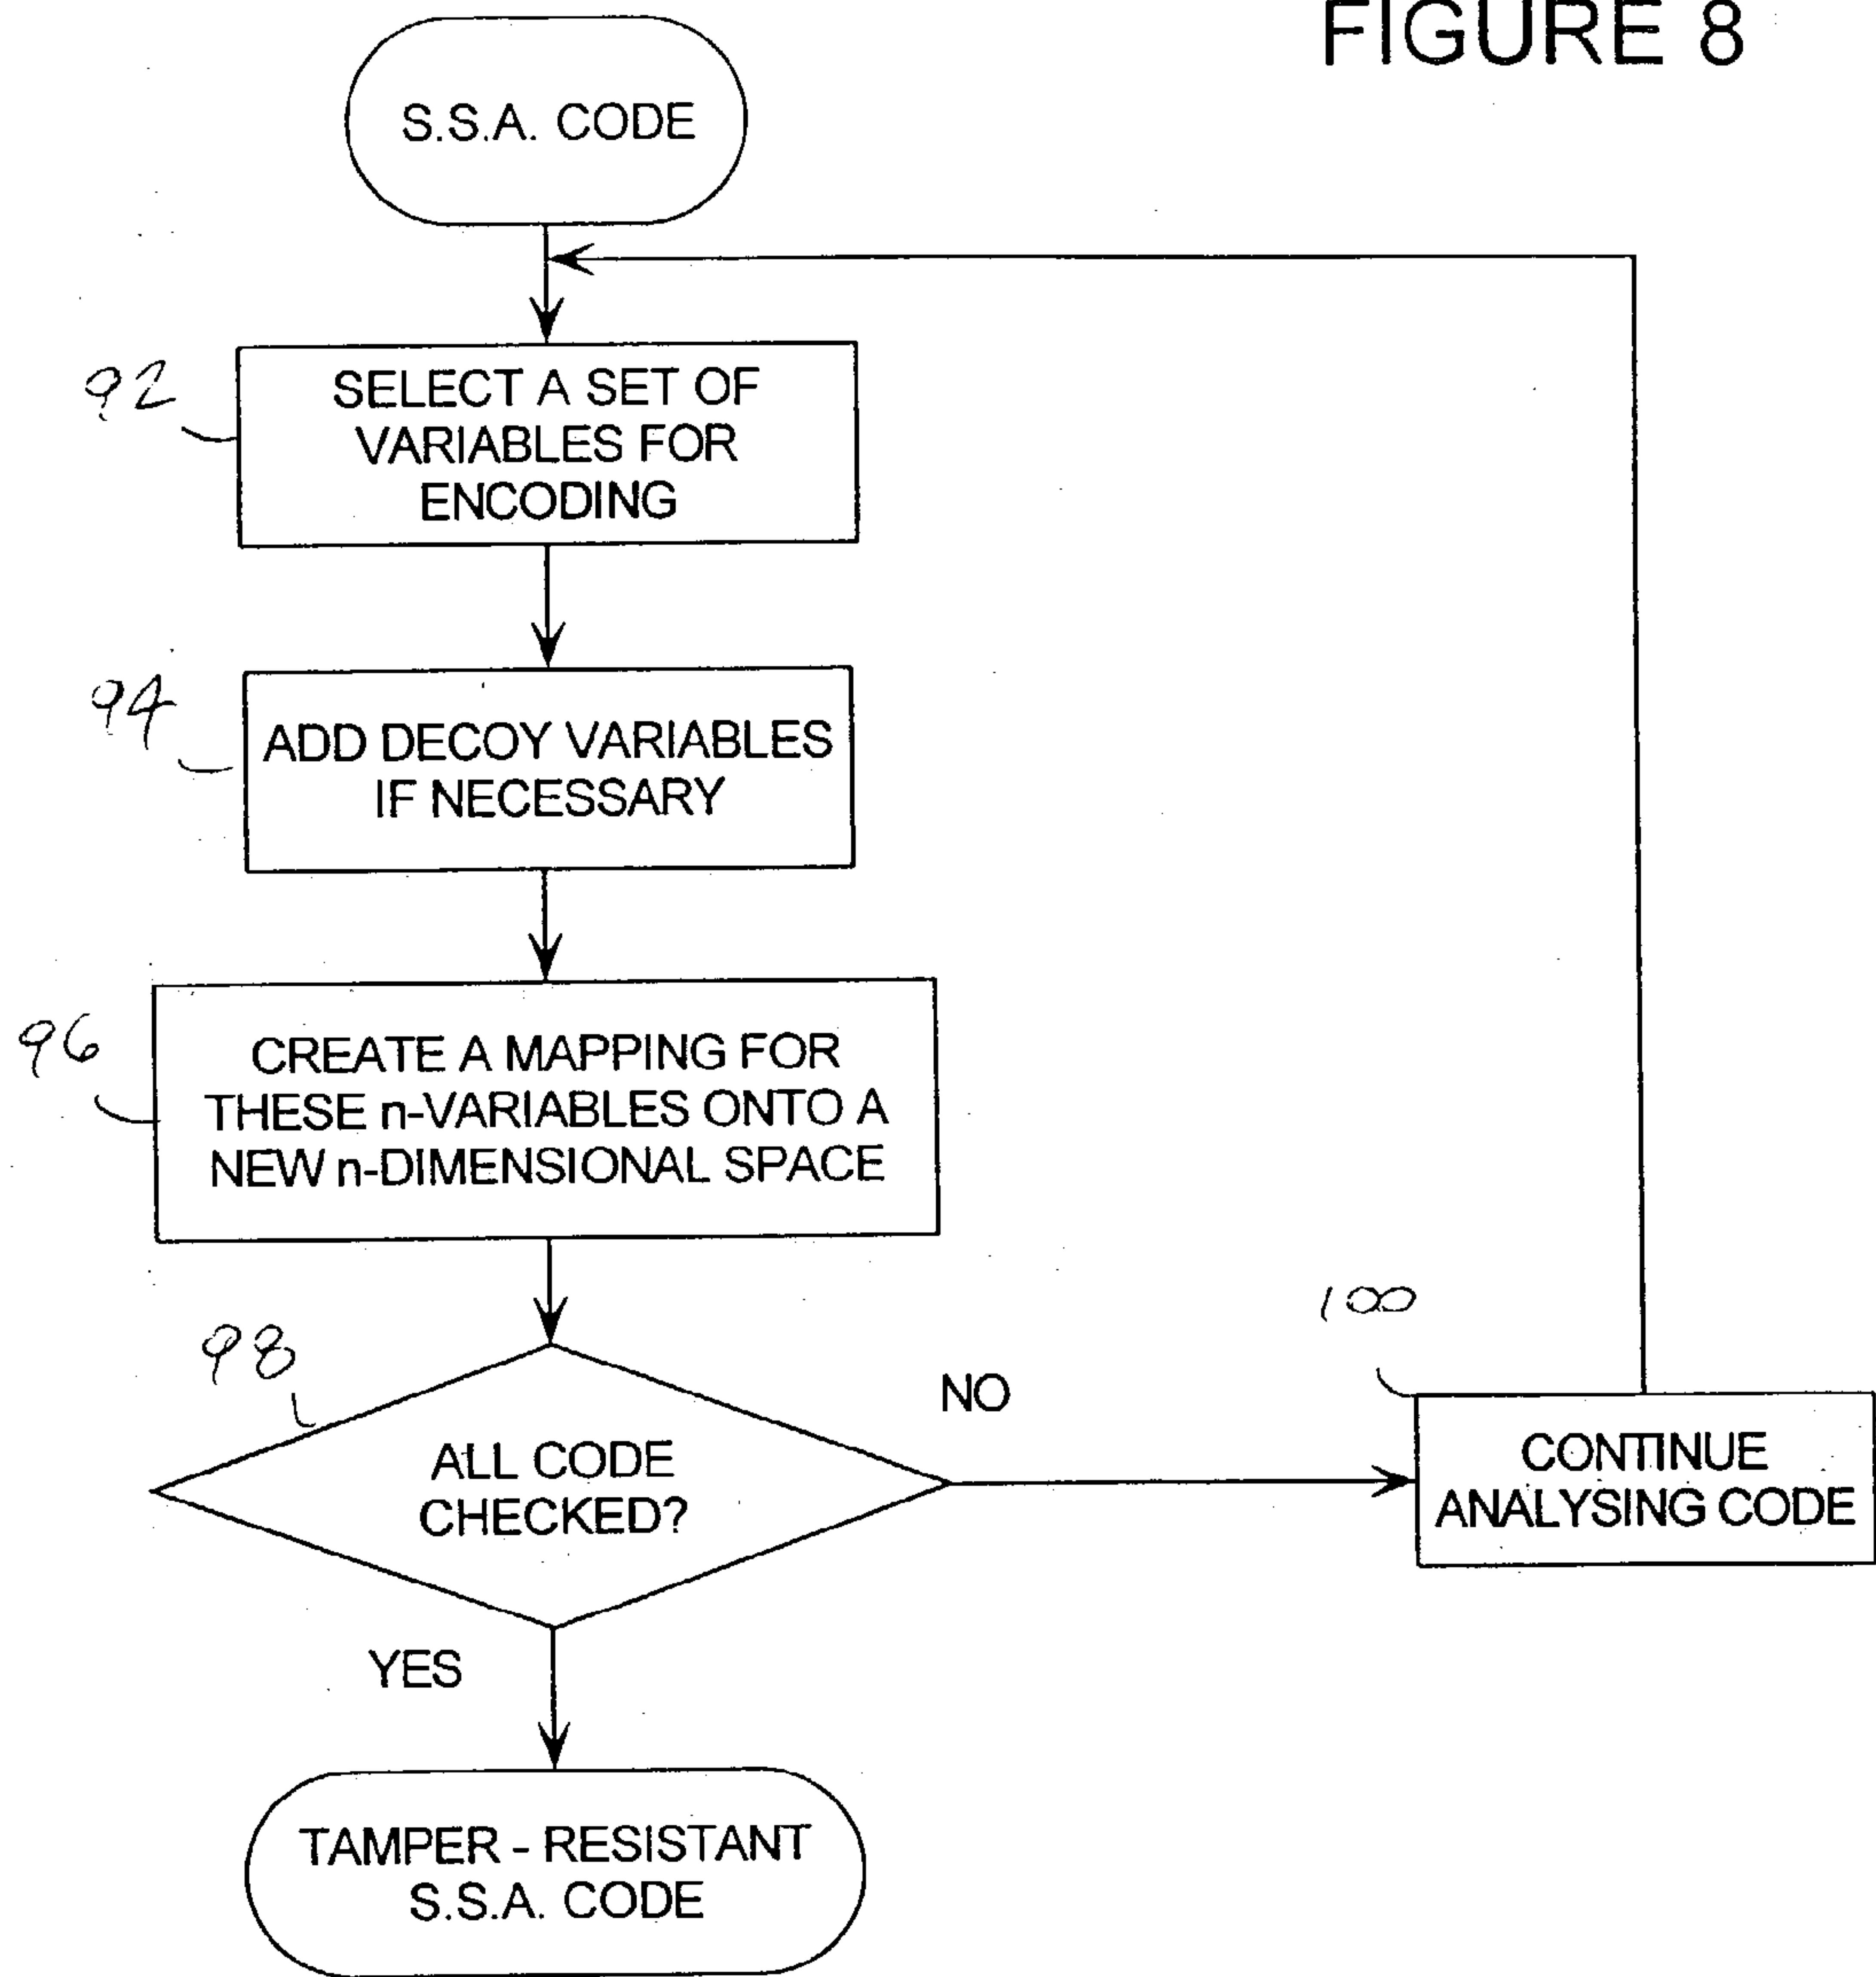 FIGURE 8
S.S.A. CODE
92
SELECT A SET OF
VARIABLES FOR
ENCODING
94
ADD DECOY VARIABLES
IF NECESSARY
96
CREATE A MAPPING FOR
THESE n-VARIABLES ONTO A
NEW n-DIMENSIONAL SPACE
98
ALL CODE
CHECKED?
NO
100
CONTINUE
ANALYSING CODE
YES
TAMPER - RESISTANT
S.S.A. CODE